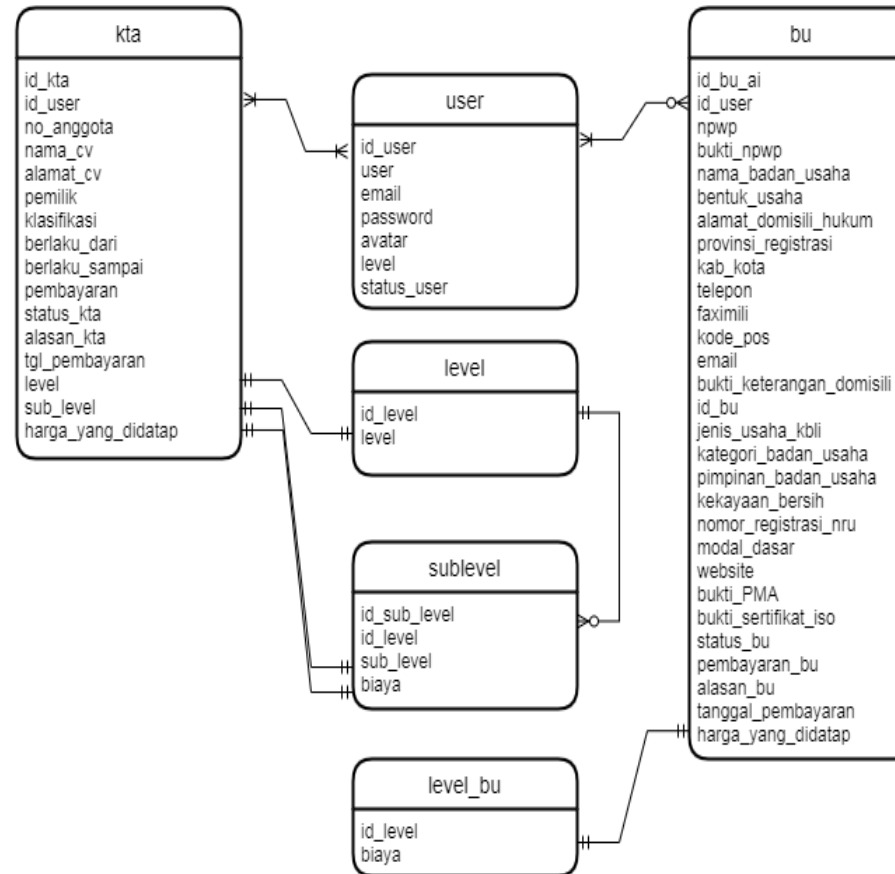 kta
id_kta
id_user
no_anggota
nama_cv
alamat_cv
pemilik
klasifikasi
berlaku_dari
berlaku_sampai
pembayaran
status_kta
alasan_kta
tgl_pembayaran
level
sub_level
harga_yang_didatap
user
id_user
user
email
password
avatar
level
status_user
level
id_level
level
sublevel
id_sub_level
id_level
sub_level
biaya
level_bu
id_level
biaya
bu
id_bu_ai
id_user
npwp
bukti_npwp
nama_badan_usaha
bentuk_usaha
alamat_domisili_hukum
provinsi_registrasi
kab_kota
telepon
faximili
kode_pos
email
bukti_keterangan_domisili
id_bu
jenis_usaha_kbli
kategori_badan_usaha
pimpinan_badan_usaha
kekayaan_bersih
nomor_registrasi_nru
modal_dasar
website
bukti_PMA
bukti_sertifikat_iso
status_bu
pembayaran_bu
alasan_bu
tanggal_pembayaran
harga_yang_didatap